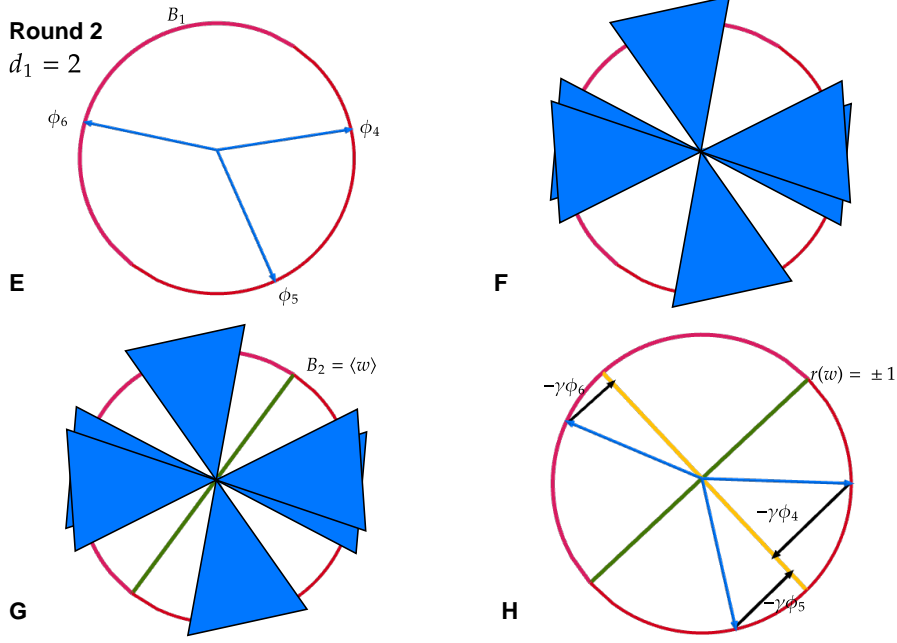 Round 2
d₁ = 2
B₁
ϕ₆
ϕ₄
ϕ₅
E
F
B₂ = ⟨w⟩
G
r(w) = ±1
−γϕ₆
−γϕ₄
−γϕ₅
H